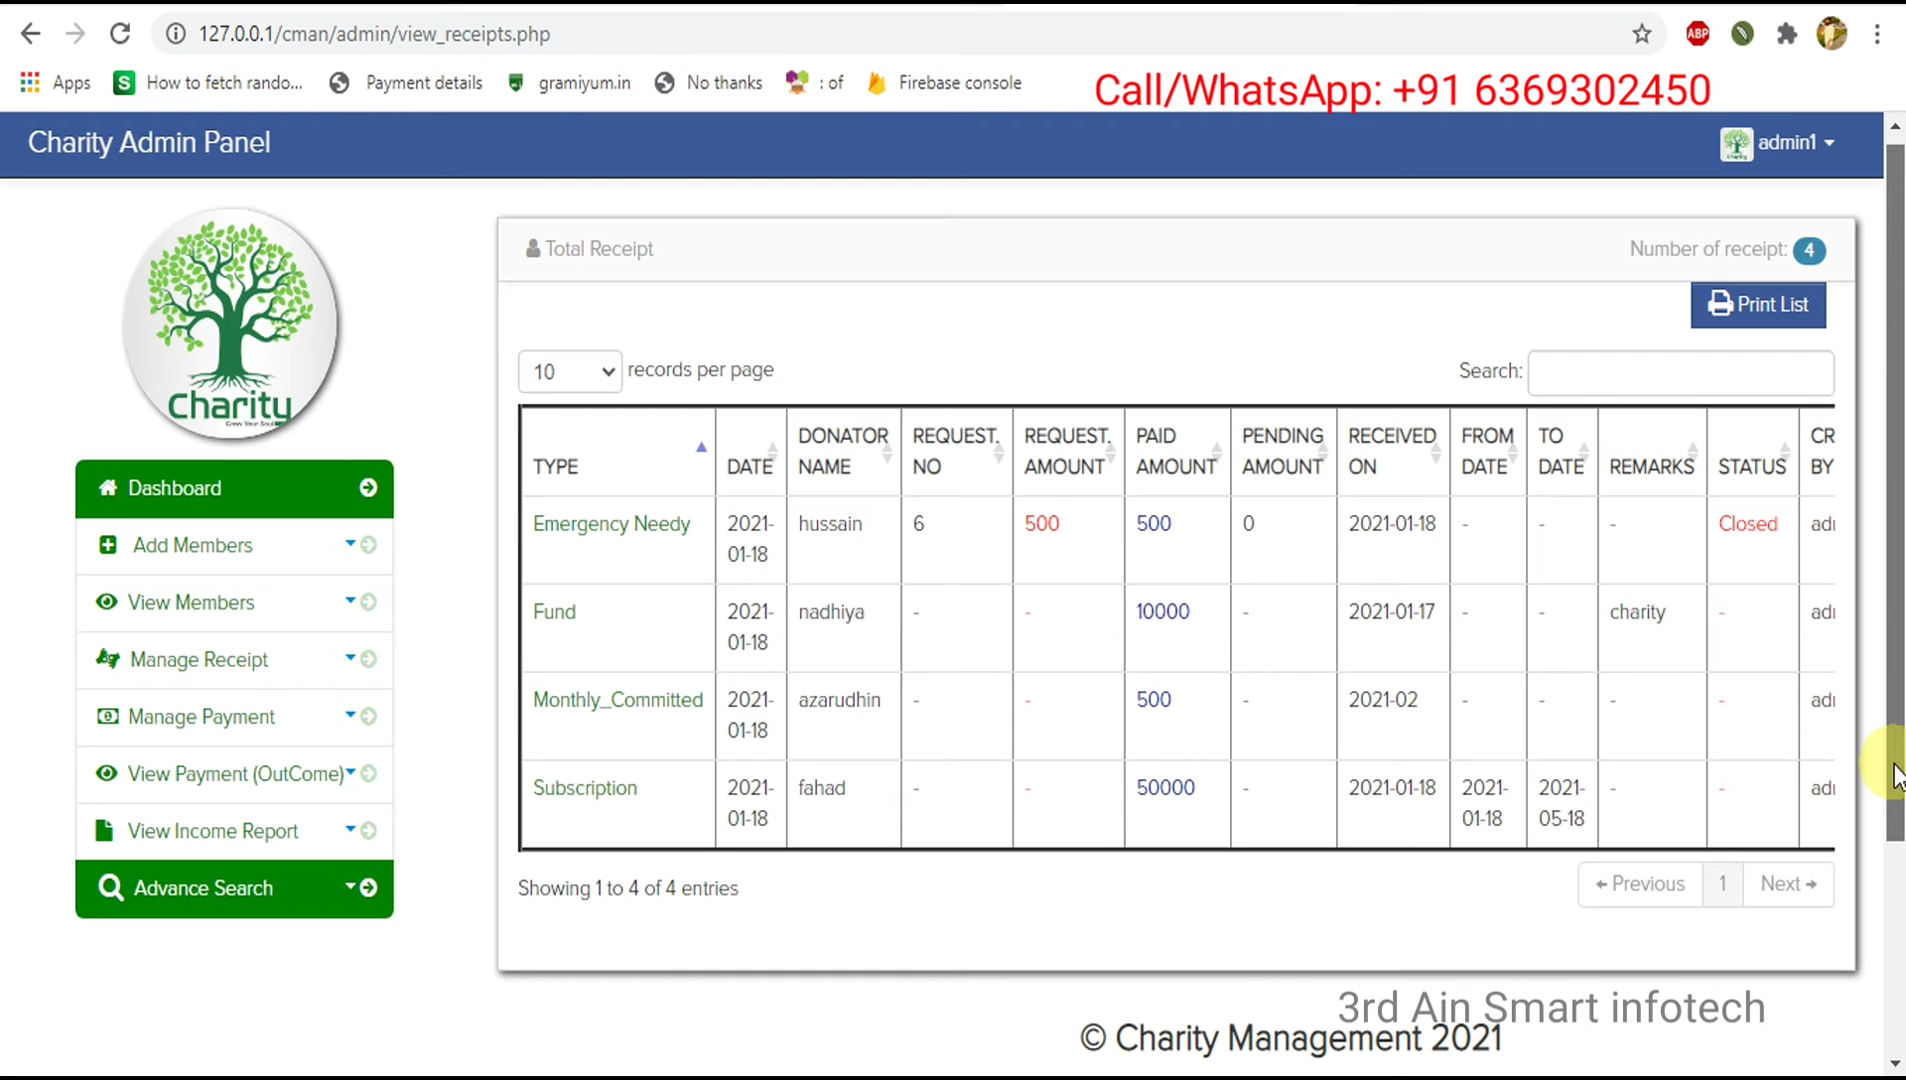 127.0.0.1/cman/admin/view_receipts.php
ABP
Apps
S
How to fetch rando...
Payment details
gramiyum.in
No thanks
: of
Firebase console
Call/WhatsApp: +91 6369302450
Charity Admin Panel
admin1
Charity
Grow Your Soul
Dashboard
Add Members
View Members
Manage Receipt
Manage Payment
View Payment (OutCome)
View Income Report
Advance Search
Total Receipt
Number of receipt: 4
Print List
10 records per page
Search:
TYPE DATE DONATOR NAME REQUEST. NO REQUEST. AMOUNT PAID AMOUNT PENDING AMOUNT RECEIVED ON FROM DATE TO DATE REMARKS STATUS CR BY
Emergency Needy 2021-01-18 hussain 6 500 500 0 2021-01-18 - - - Closed adı
Fund 2021-01-18 nadhiya - - 10000 - 2021-01-17 - - charity - adı
Monthly_Committed 2021-01-18 azarudhin - - 500 - 2021-02 - - - - adı
Subscription 2021-01-18 fahad - - 50000 - 2021-01-18 2021-01-18 2021-05-18 - - adı
Showing 1 to 4 of 4 entries
← Previous 1 Next →
3rd Ain Smart infotech
© Charity Management 2021